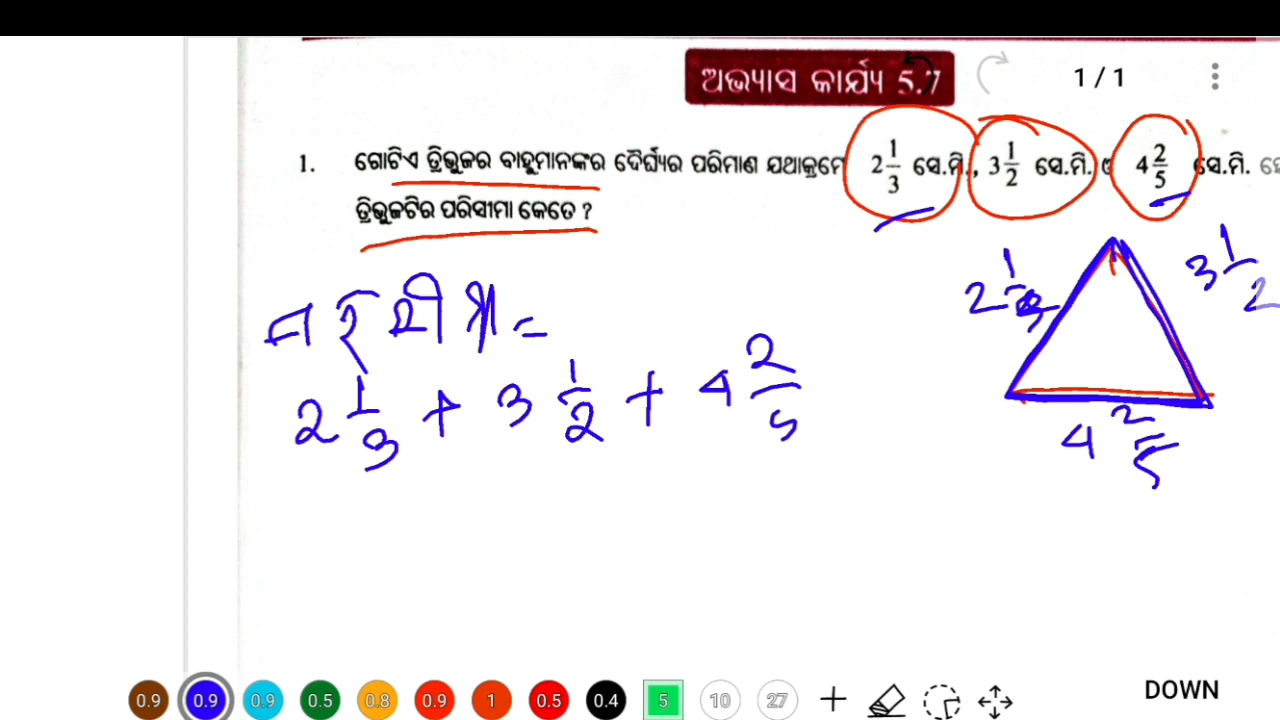 ଅଭ୍ୟାସ କାର୍ଯ୍ୟ 5.7
1 / 1
1. ଗୋଟିଏ ତ୍ରିଭୁଜର ବାହୁମାନଙ୍କର ଦୈର୍ଘ୍ୟର ପରିମାଣ ଯଥାକ୍ରମେ 2 1/3 ସେ.ମି., 3 1/2 ସେ.ମି. ଓ 4 2/5 ସେ.ମି.
ତ୍ରିଭୁଜଟିର ପରିସୀମା କେତେ ?
2 1/3 3 1/2
=
2 1/3 + 3 1/2 + 4 2/5
4 2/5
0.9 0.9 0.9 0.5 0.8 0.9 1 0.5 0.4 5 10 27 + DOWN